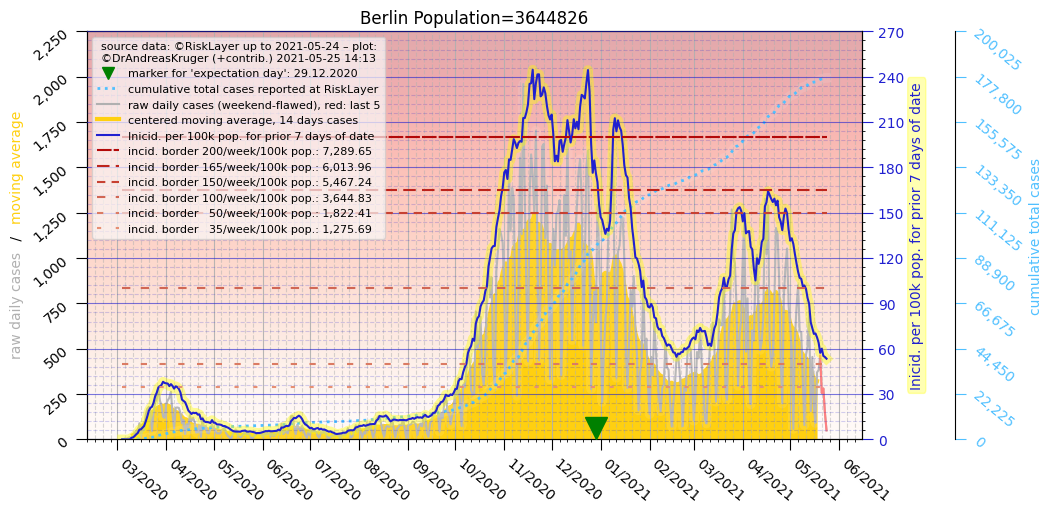 Berlin Population=3644826
source data: ©RiskLayer up to 2021-05-24 – plot:
©DrAndreasKruger (+contrib.) 2021-05-25 14:13
marker for 'expectation day': 29.12.2020
cumulative total cases reported at RiskLayer
raw daily cases (weekend-flawed), red: last 5
centered moving average, 14 days cases
Inicid. per 100k pop. for prior 7 days of date
incid. border 200/week/100k pop.: 7,289.65
incid. border 165/week/100k pop.: 6,013.96
incid. border 150/week/100k pop.: 5,467.24
incid. border 100/week/100k pop.: 3,644.83
incid. border   50/week/100k pop.: 1,822.41
incid. border   35/week/100k pop.: 1,275.69
raw daily cases / moving average
2,250
2,000
1,750
1,500
1,250
1,000
750
500
250
0
03/2020
04/2020
05/2020
06/2020
07/2020
08/2020
09/2020
10/2020
11/2020
12/2020
01/2021
02/2021
03/2021
04/2021
05/2021
06/2021
270
240
210
180
150
120
90
60
30
0
Inicid. per 100k pop. for prior 7 days of date
200,025
177,800
155,575
133,350
111,125
88,900
66,675
44,450
22,225
0
cumulative total cases